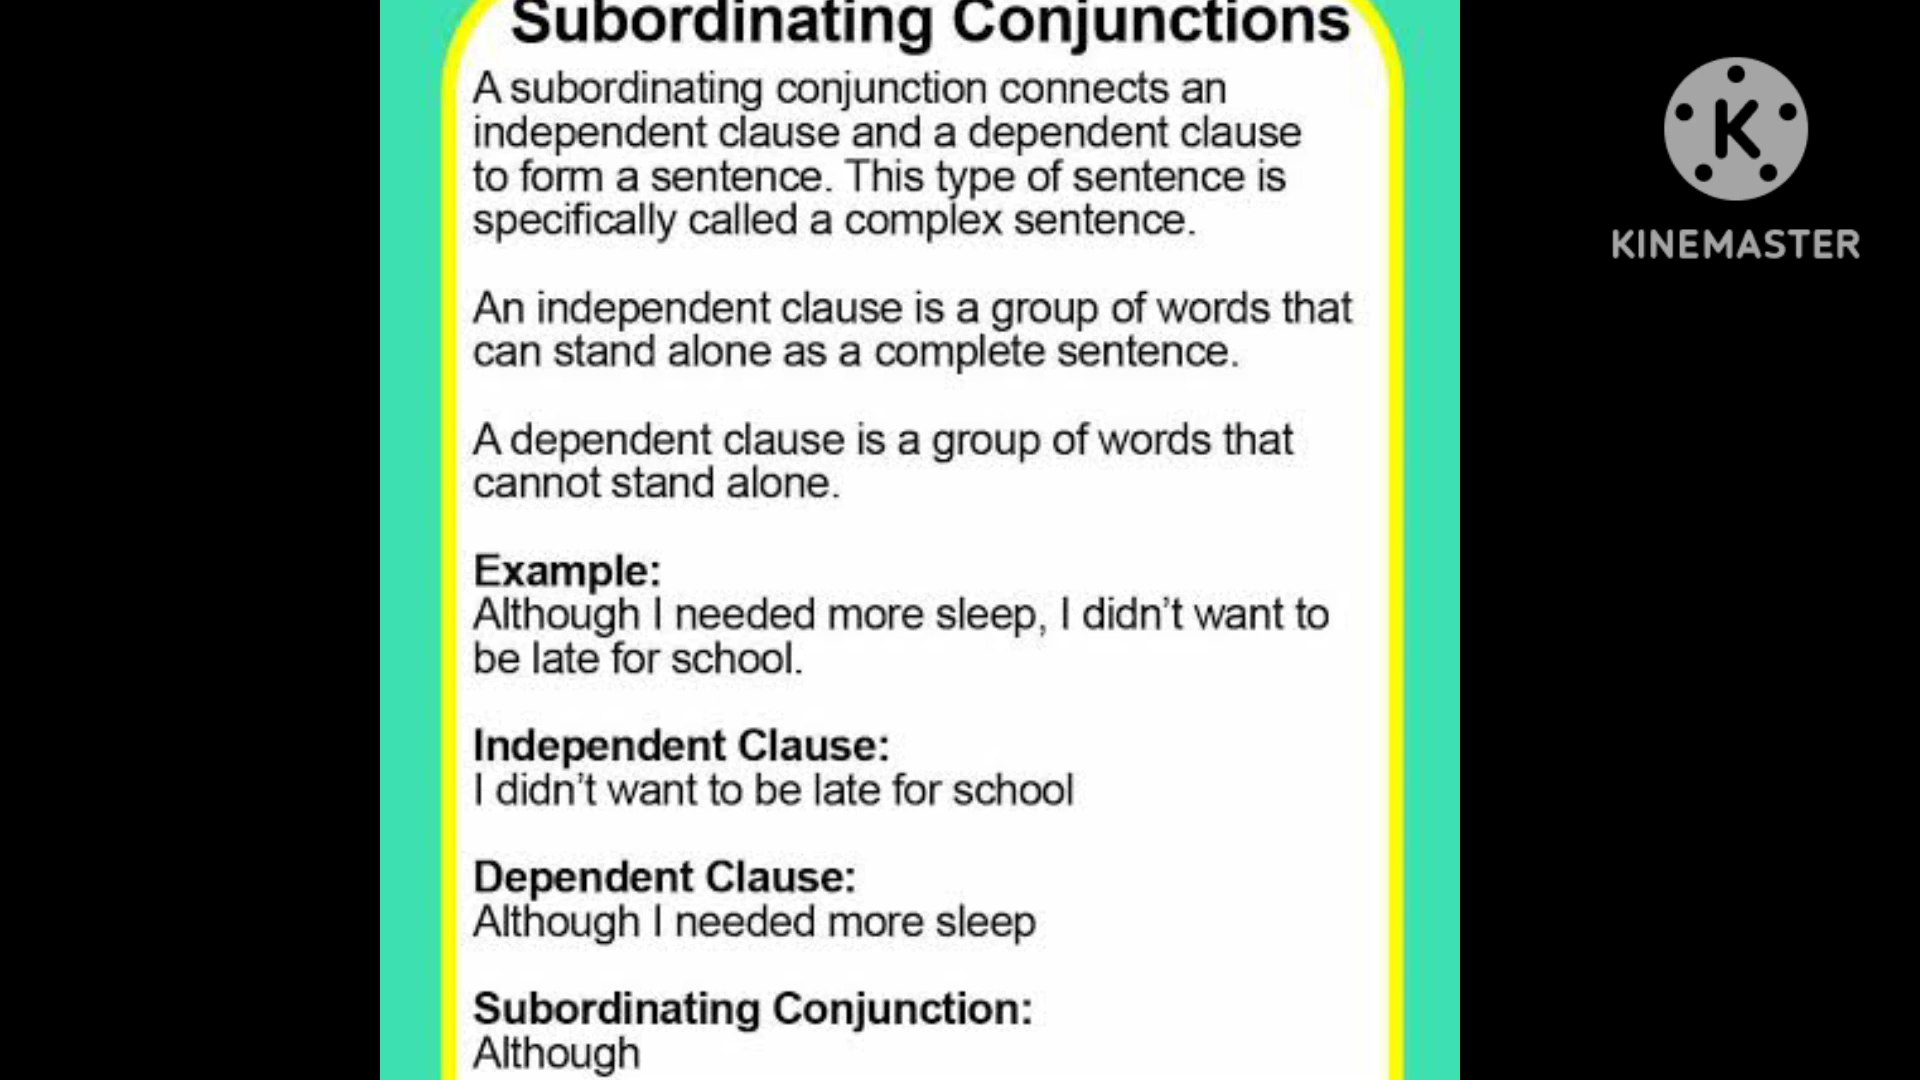 Subordinating Conjunctions
A subordinating conjunction connects an
independent clause and a dependent clause
to form a sentence. This type of sentence is
specifically called a complex sentence.
An independent clause is a group of words that
can stand alone as a complete sentence.
A dependent clause is a group of words that
cannot stand alone.
Example:
Although I needed more sleep, I didn’t want to
be late for school.
Independent Clause:
I didn’t want to be late for school
Dependent Clause:
Although I needed more sleep
Subordinating Conjunction:
Although
K
KINEMASTER